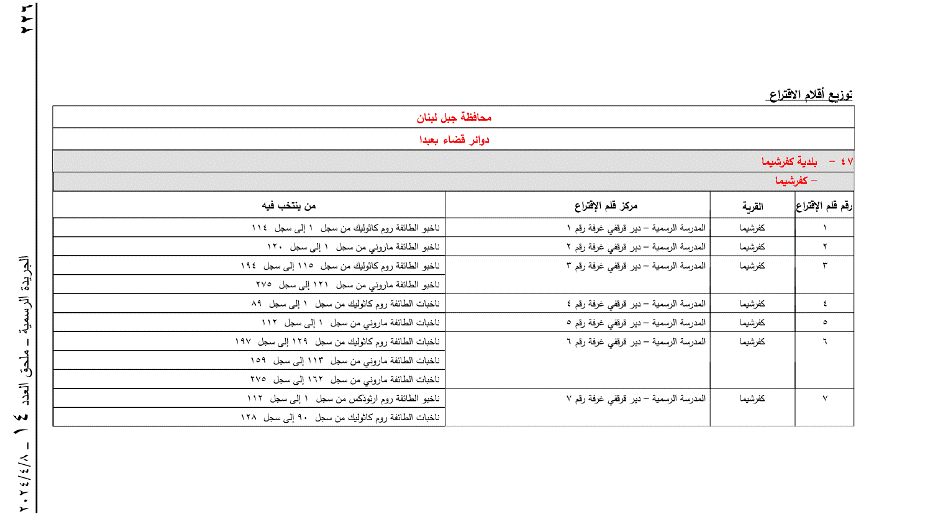 ٢٢٦
توزيع أقلام الاقتراع
محافظة جبل لبنان
دوائر قضاء بعبدا
٤٧ - بلدية كفرشيما
- كفرشيما
رقم قلم الإقتراع القرية مركز قلم الإقتراع من ينتخب فيه
١ كفرشيما المدرسة الرسمية – دير قرقفي غرفة رقم ١ ناخبو الطائفة روم كاثوليك من سجل ١ إلى سجل ١١٤
٢ كفرشيما المدرسة الرسمية – دير قرقفي غرفة رقم ٢ ناخبو الطائفة ماروني من سجل ١ إلى سجل ١٢٠
٣ كفرشيما المدرسة الرسمية – دير قرقفي غرفة رقم ٣ ناخبو الطائفة روم كاثوليك من سجل ١١٥ إلى سجل ١٩٤
ناخبو الطائفة ماروني من سجل ١٢١ إلى سجل ٢٧٥
٤ كفرشيما المدرسة الرسمية – دير قرقفي غرفة رقم ٤ ناخبات الطائفة روم كاثوليك من سجل ١ إلى سجل ٨٩
٥ كفرشيما المدرسة الرسمية – دير قرقفي غرفة رقم ٥ ناخبات الطائفة ماروني من سجل ١ إلى سجل ١١٢
٦ كفرشيما المدرسة الرسمية – دير قرقفي غرفة رقم ٦ ناخبات الطائفة روم كاثوليك من سجل ١٢٩ إلى سجل ١٩٧
ناخبات الطائفة ماروني من سجل ١١٣ إلى سجل ١٥٩
ناخبات الطائفة ماروني من سجل ١٦٢ إلى سجل ٢٧٥
٧ كفرشيما المدرسة الرسمية – دير قرقفي غرفة رقم ٧ ناخبو الطائفة روم ارثوذكس من سجل ١ إلى سجل ١١٢
ناخبات الطائفة روم كاثوليك من سجل ٩٠ إلى سجل ١٢٨
الجريدة الرسمية – ملحق العدد ١٤ – ٢٠٢٤/٤/٨